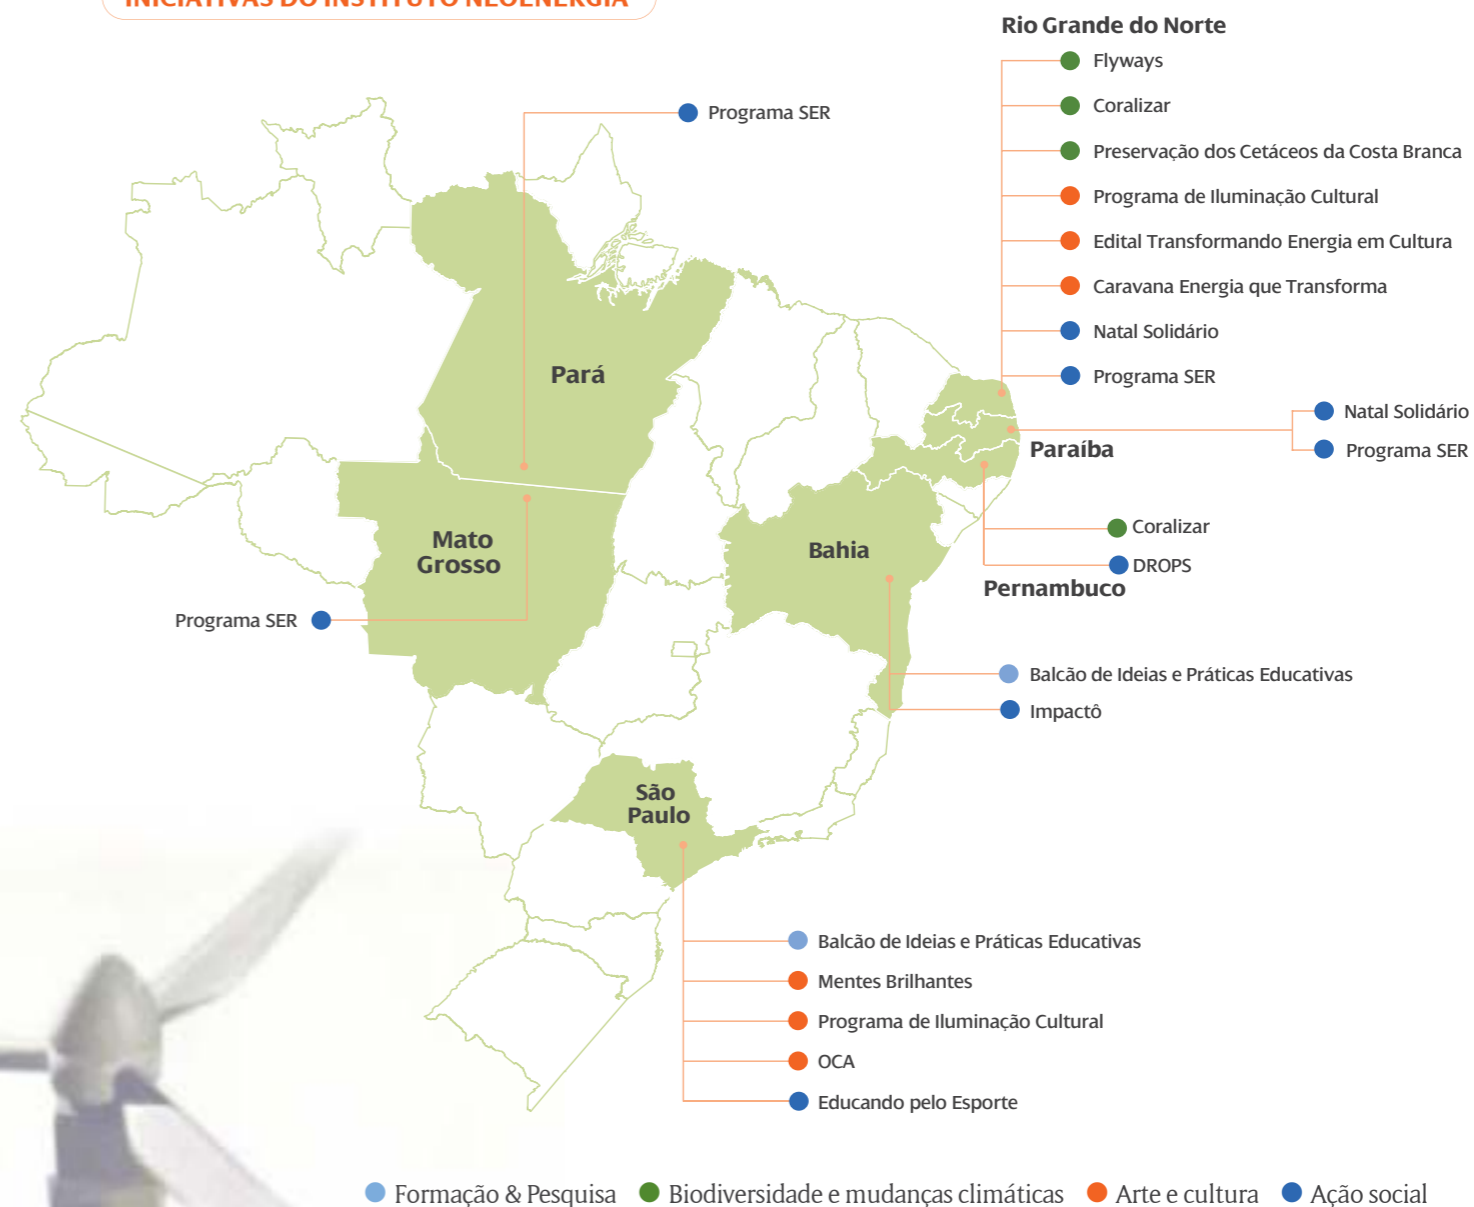 INICIATIVAS DO INSTITUTO NEOENERGIA
Rio Grande do Norte
Flyways
Coralizar
Preservação dos Cetáceos da Costa Branca
Programa de Iluminação Cultural
Edital Transformando Energia em Cultura
Caravana Energia que Transforma
Natal Solidário
Programa SER
Programa SER
Pará
Natal Solidário
Programa SER
Paraíba
Coralizar
DROPS
Pernambuco
Mato
Grosso
Programa SER
Bahia
Balcão de Ideias e Práticas Educativas
Impactô
São
Paulo
Balcão de Ideias e Práticas Educativas
Mentes Brilhantes
Programa de Iluminação Cultural
OCA
Educando pelo Esporte
Formação & Pesquisa
Biodiversidade e mudanças climáticas
Arte e cultura
Ação social